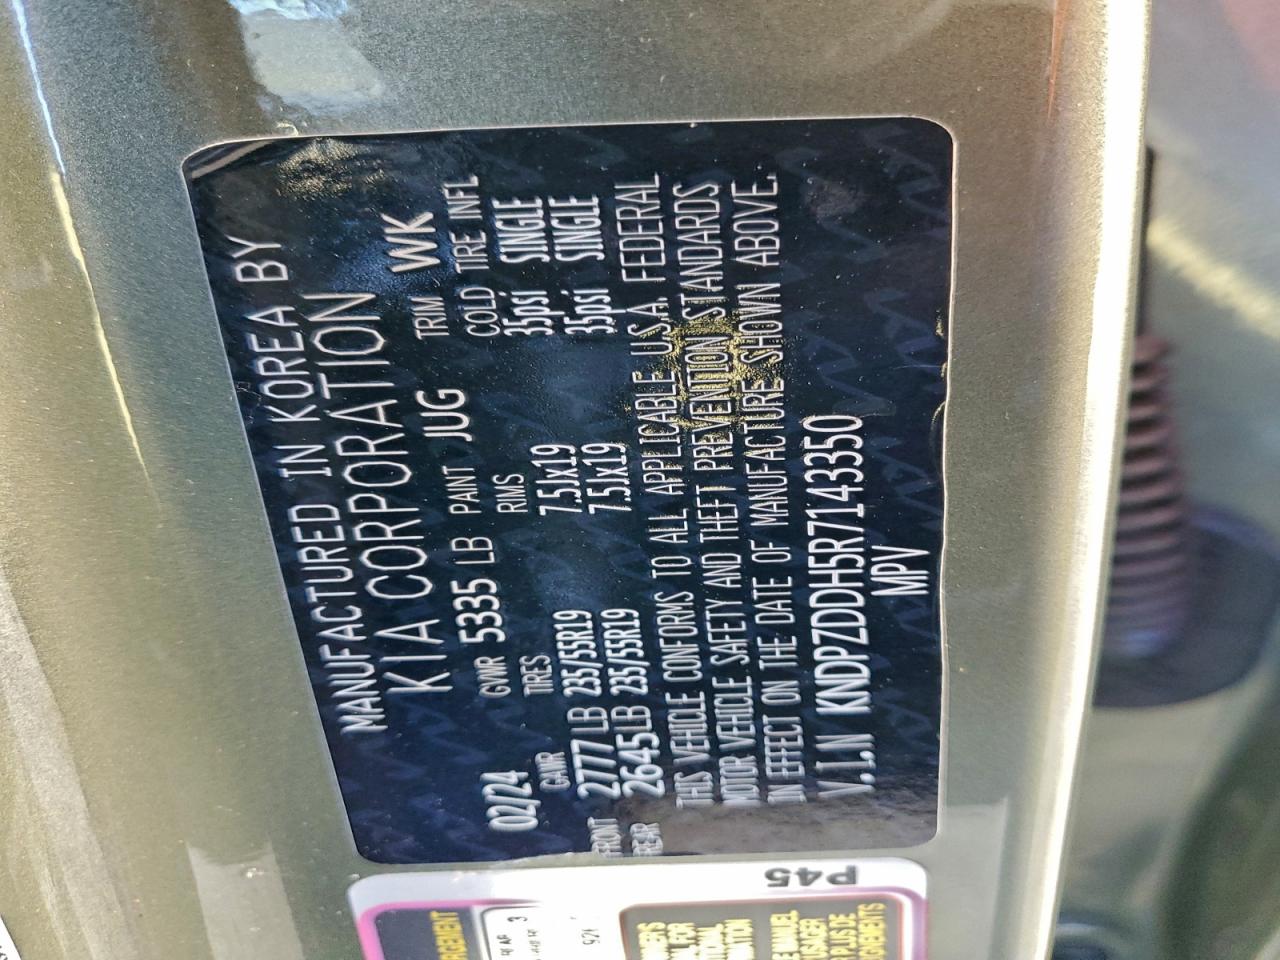 MANUFACTURED IN KOREA BY
KIA CORPORATION
02/24 GVWR 5335 LB PAINT JUG TRIM WK
GAWR TIRES RIMS COLD TIRE INFL
FRONT 2777 LB 235/55R19 7.5Jx19 35psi SINGLE
REAR 2645 LB 235/55R19 7.5Jx19 35psi SINGLE
THIS VEHICLE CONFORMS TO ALL APPLICABLE U.S.A. FEDERAL
MOTOR VEHICLE SAFETY AND THEFT PREVENTION STANDARDS
IN EFFECT ON THE DATE OF MANUFACTURE SHOWN ABOVE.
V.I.N KNDPZDDH5R7143350
MPV
P45